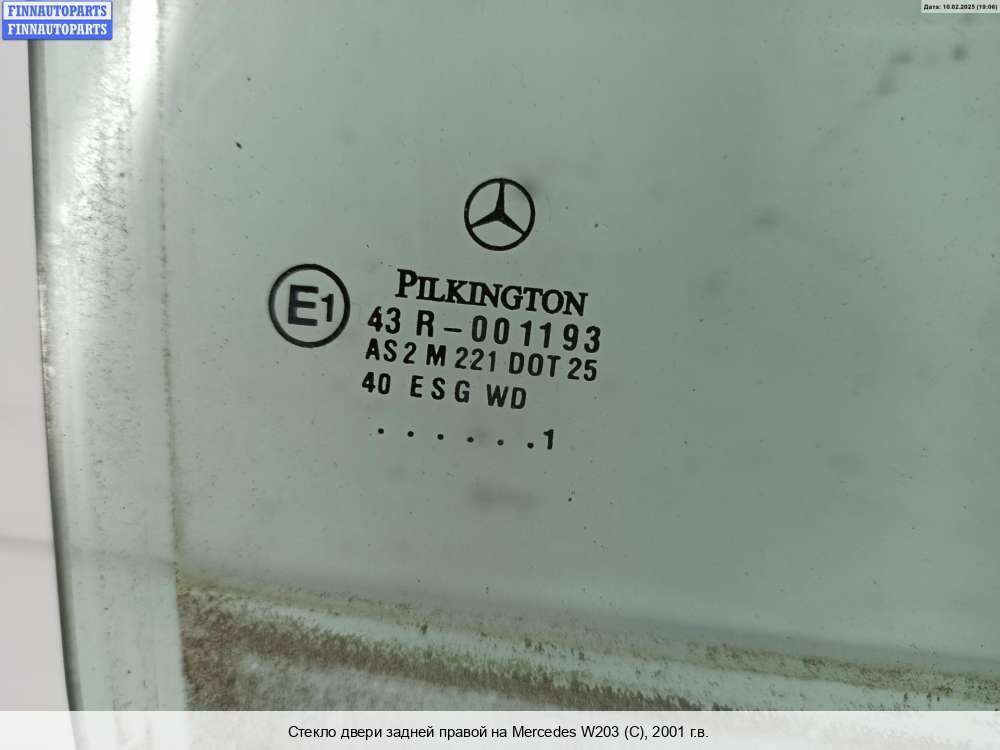 FINNAUTOPARTS
FINNAUTOPARTS
Дата: 10.02.2025 (19:06)
PILKINGTON
E1
43 R-001193
AS2 M221 DOT 25
40 ESG WD
. . . . . . 1
Стекло двери задней правой на Mercedes W203 (C), 2001 г.в.